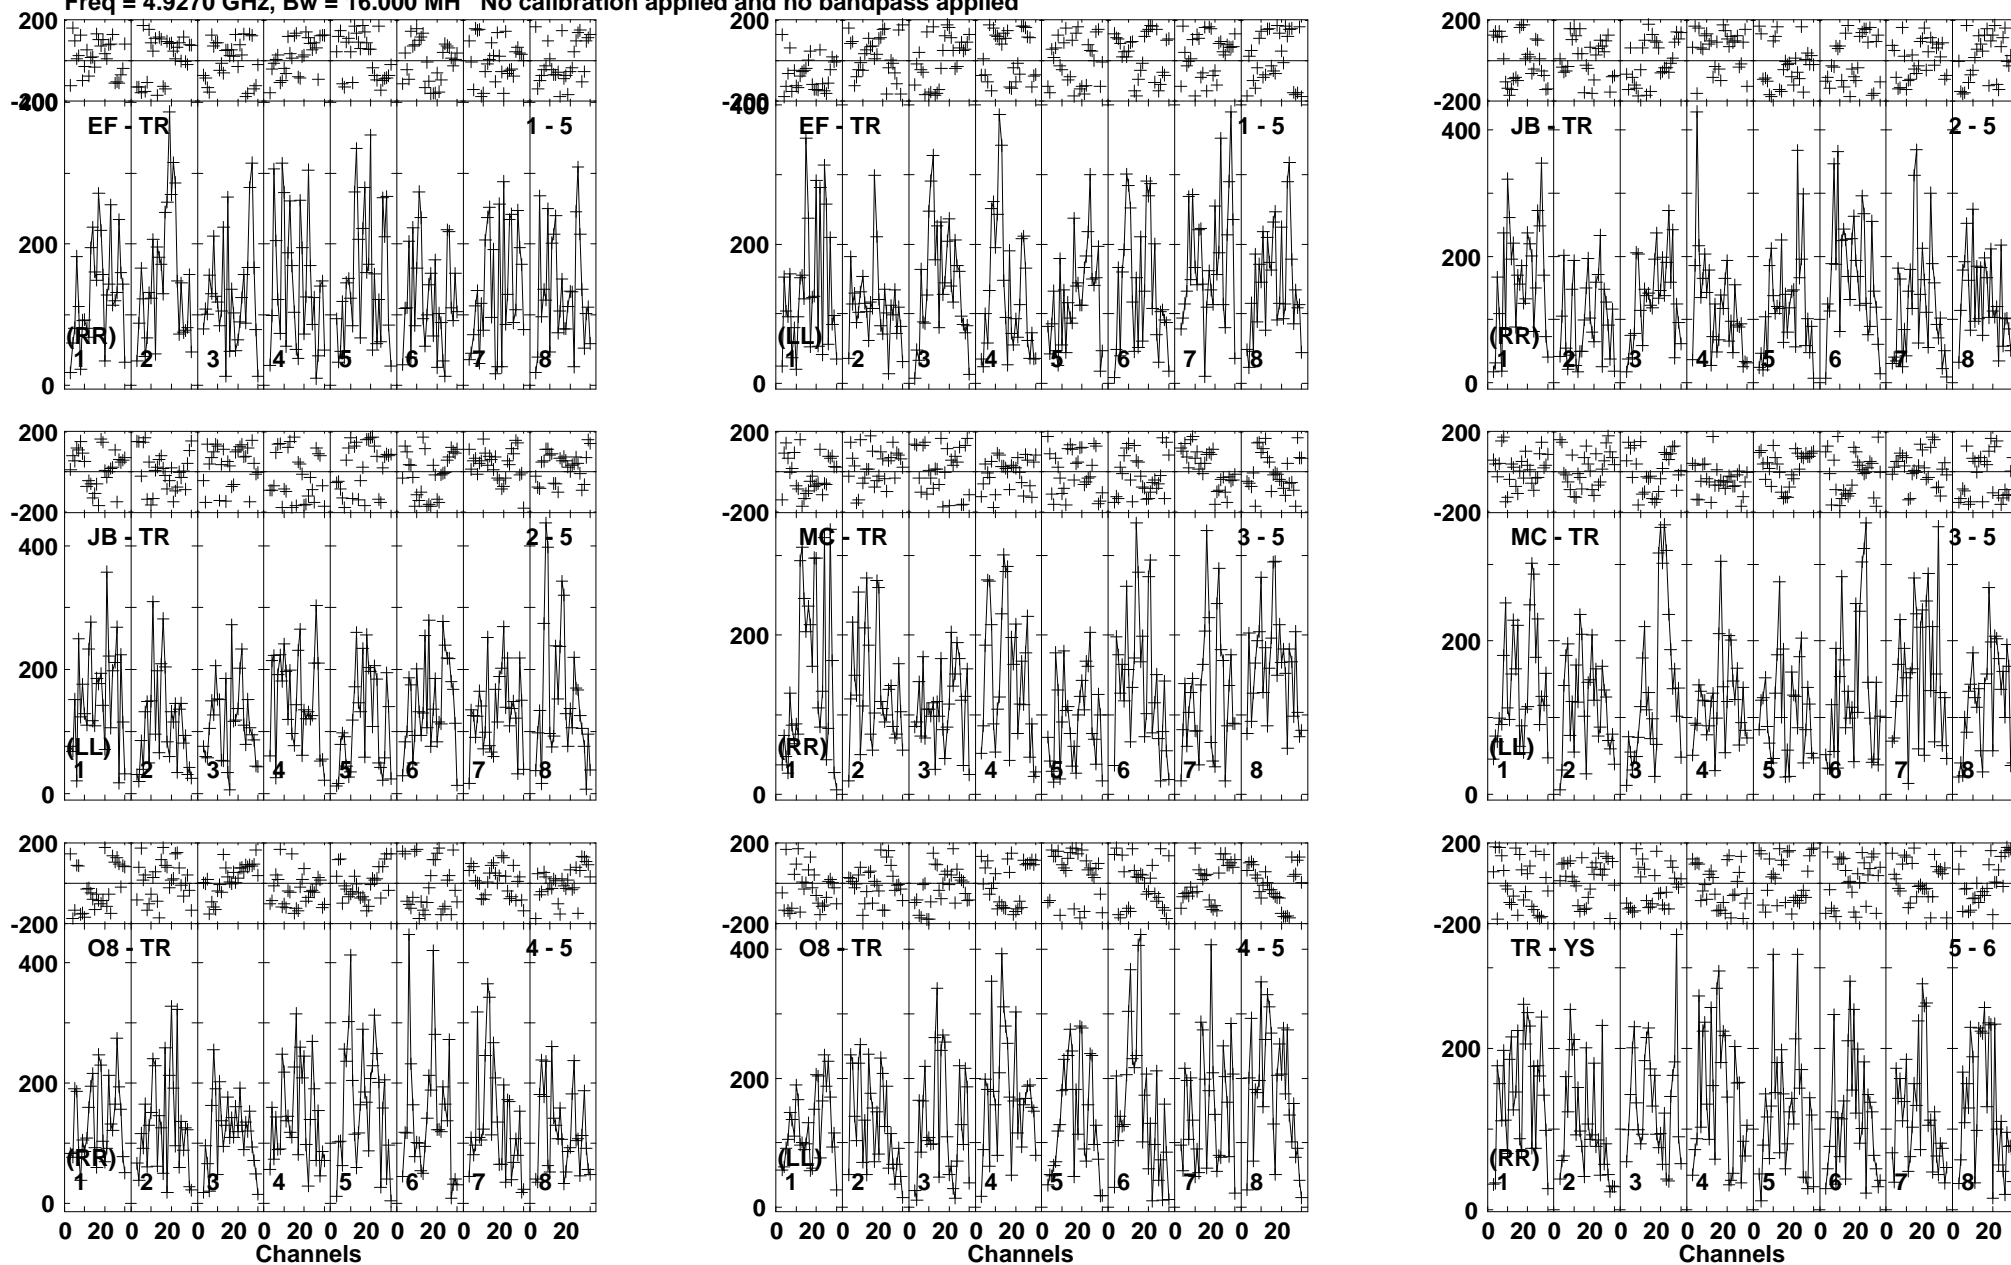 Freq = 4.9270 GHz, Bw = 16.000 MH No calibration applied and no bandpass applied
200 200 200
-200 -200 -200
400 EF - TR 1 - 5 400 EF - TR 1 - 5 400 JB - TR 2 - 5
200 200 200
(RR) (LL) (RR)
1 2 3 4 5 6 7 8 1 2 3 4 5 6 7 8 1 2 3 4 5 6 7 8
0 0 0
200 200 200
-200 -200 -200
JB - TR 2 - 5 MC - TR 3 - 5 MC - TR 3 - 5
400
200 200 200
(LL) (RR) (LL)
1 2 3 4 5 6 7 8 1 2 3 4 5 6 7 8 1 2 3 4 5 6 7 8
0 0 0
200 200 200
-200 -200 -200
O8 - TR 4 - 5 O8 - TR 4 - 5 TR - YS 5 - 6
400 400
200 200 200
(RR) (LL) (RR)
1 2 3 4 5 6 7 8 1 2 3 4 5 6 7 8 1 2 3 4 5 6 7 8
0 0 0
0 20 0 20 0 20 0 20 0 20 0 20 0 20 0 20 0 20 0 20 0 20 0 20 0 20 0 20 0 20 0 20 0 20 0 20 0 20 0 20 0 20 0 20 0 20 0 20
Channels Channels Channels